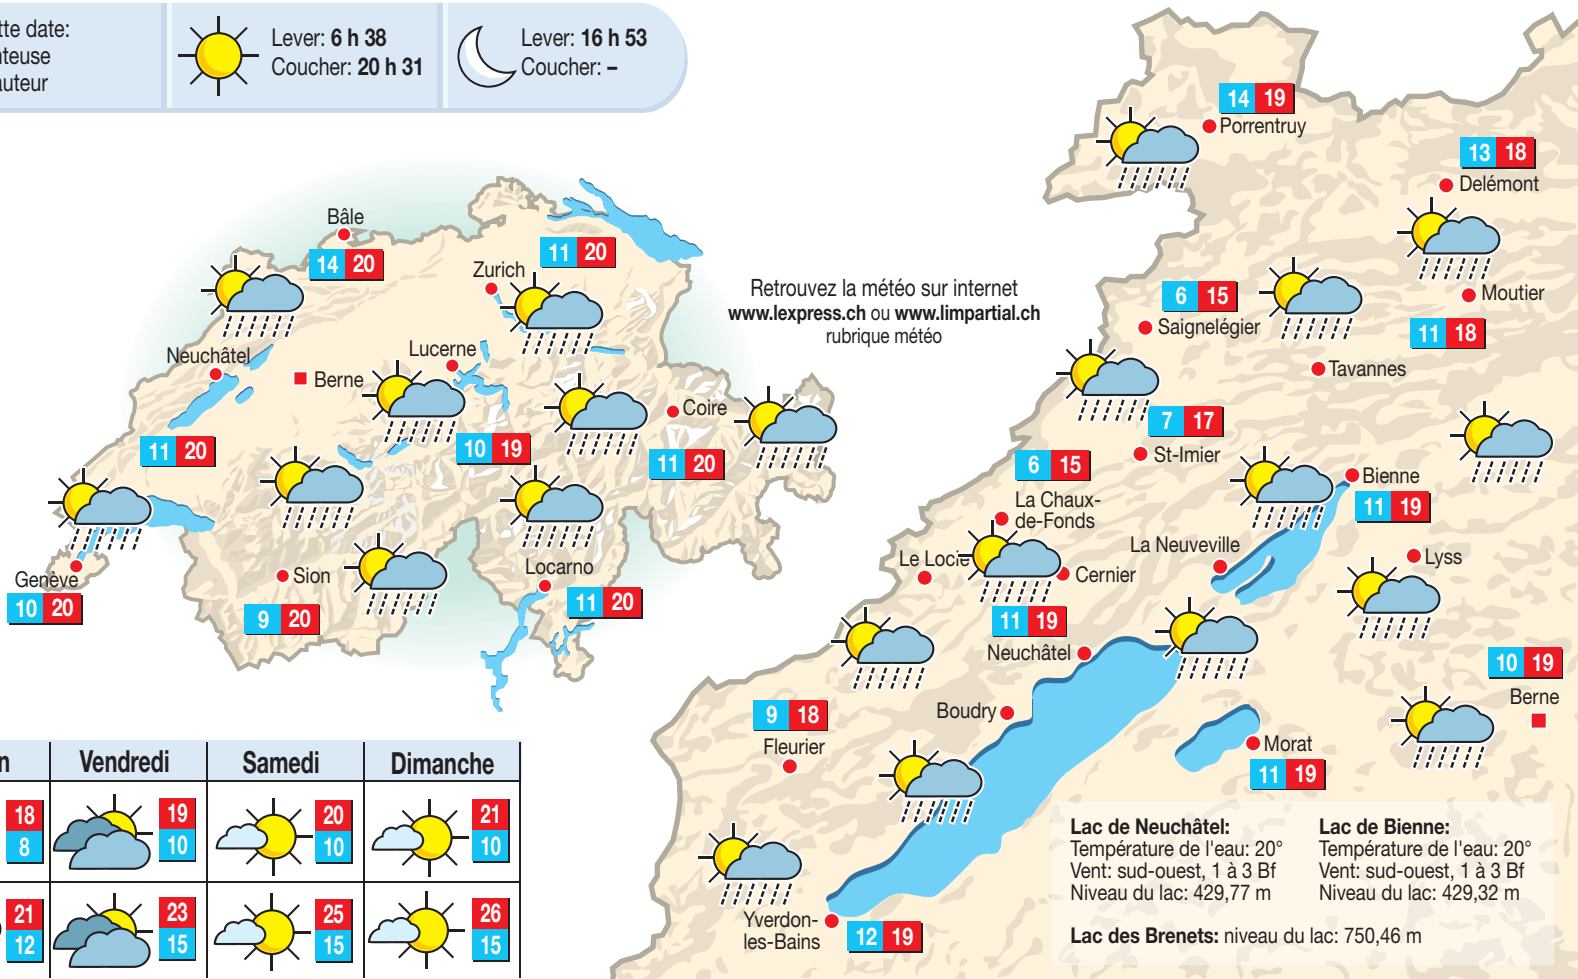 tte date:
nteuse
auteur
Lever: 6 h 38
Coucher: 20 h 31
Lever: 16 h 53
Coucher: –
Bâle
14 20
Zurich
11 20
Neuchâtel
11 20
Berne
Lucerne
10 19
Coire
11 20
Genève
10 20
Sion
9 20
Locarno
11 20
Retrouvez la météo sur internet
www.lexpress.ch ou www.limpartial.ch
rubrique météo
14 19
Porrentruy
13 18
Delémont
Moutier
11 18
6 15
Saignelégier
Tavannes
7 17
St-Imier
6 15
La Chaux-
de-Fonds
Bienne
11 19
La Neuveville
Le Locle
Cernier
Lyss
11 19
Neuchâtel
10 19
Berne
9 18
Fleurier
Boudry
Morat
11 19
Yverdon-
les-Bains
12 19
n
Vendredi
Samedi
Dimanche
18
8
19
10
20
10
21
10
21
12
23
15
25
15
26
15
Lac de Neuchâtel:
Température de l'eau: 20°
Vent: sud-ouest, 1 à 3 Bf
Niveau du lac: 429,77 m
Lac de Bienne:
Température de l'eau: 20°
Vent: sud-ouest, 1 à 3 Bf
Niveau du lac: 429,32 m
Lac des Brenets: niveau du lac: 750,46 m